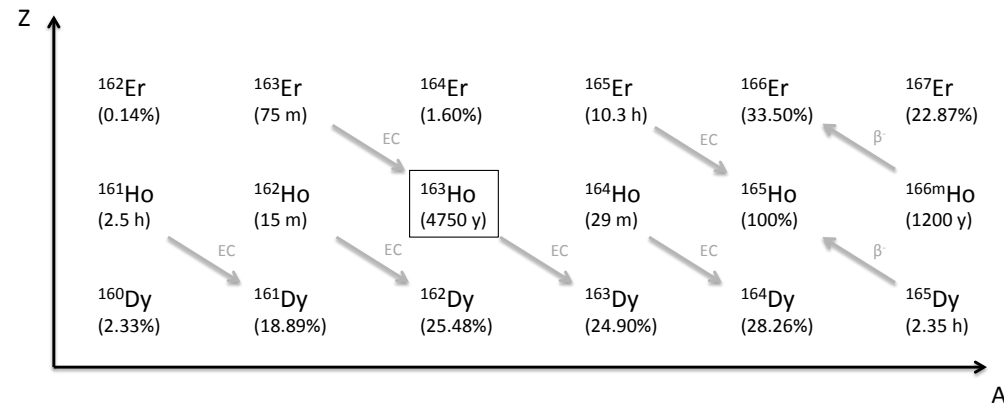 Z
¹⁶²Er ¹⁶³Er ¹⁶⁴Er ¹⁶⁵Er ¹⁶⁶Er ¹⁶⁷Er
(0.14%) (75 m) (1.60%) (10.3 h) (33.50%) (22.87%)
EC EC β⁻
¹⁶¹Ho ¹⁶²Ho ¹⁶³Ho ¹⁶⁴Ho ¹⁶⁵Ho ¹⁶⁶ᵐHo
(2.5 h) (15 m) (4750 y) (29 m) (100%) (1200 y)
EC EC EC EC β⁻
¹⁶⁰Dy ¹⁶¹Dy ¹⁶²Dy ¹⁶³Dy ¹⁶⁴Dy ¹⁶⁵Dy
(2.33%) (18.89%) (25.48%) (24.90%) (28.26%) (2.35 h)
A